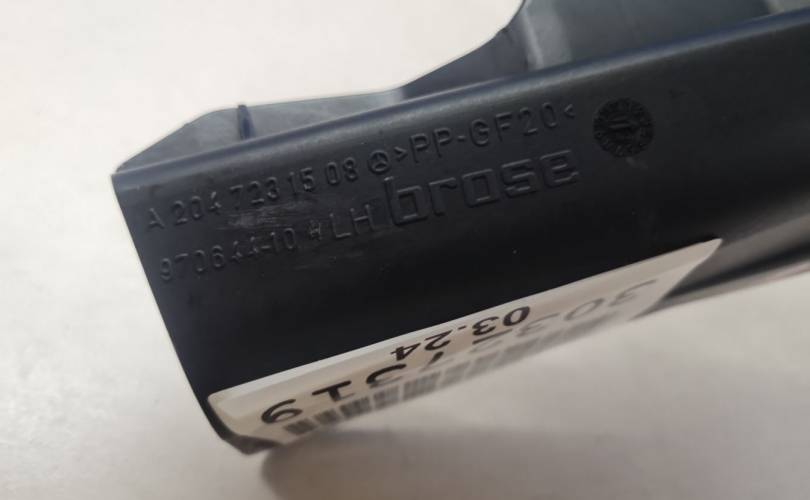 A 204 723 15 08 >PP-GF20<
970644-10 LH brose
03.24